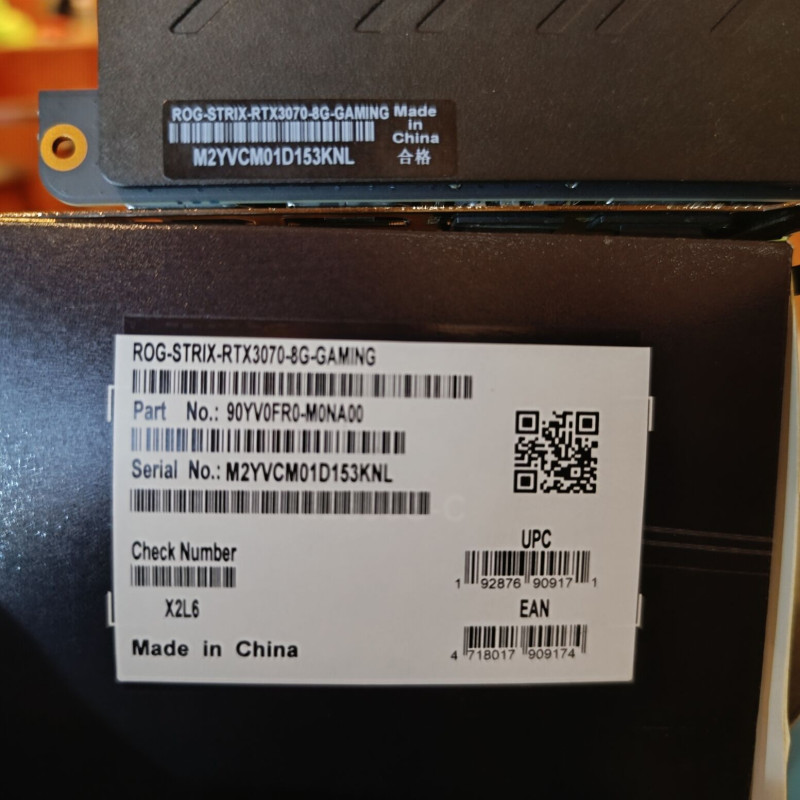 ROG-STRIX-RTX3070-8G-GAMING
Made
in
China
M2YVCM01D153KNL
合格
ROG-STRIX-RTX3070-8G-GAMING
Part No.: 90YV0FR0-M0NA00
Serial No.: M2YVCM01D153KNL
Check Number
X2L6
Made in China
UPC
1 92876 90917 1
EAN
4 718017 909174